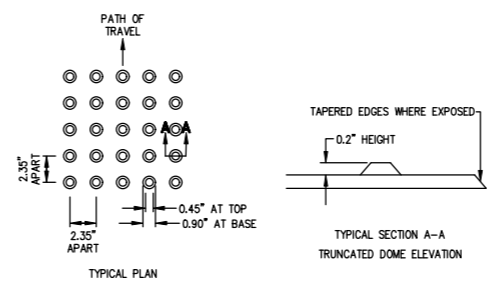 PATH OF
TRAVEL
A
A
2.35"
APART
2.35"
APART
0.45" AT TOP
0.90" AT BASE
TYPICAL PLAN
TAPERED EDGES WHERE EXPOSED
0.2" HEIGHT
TYPICAL SECTION A-A
TRUNCATED DOME ELEVATION